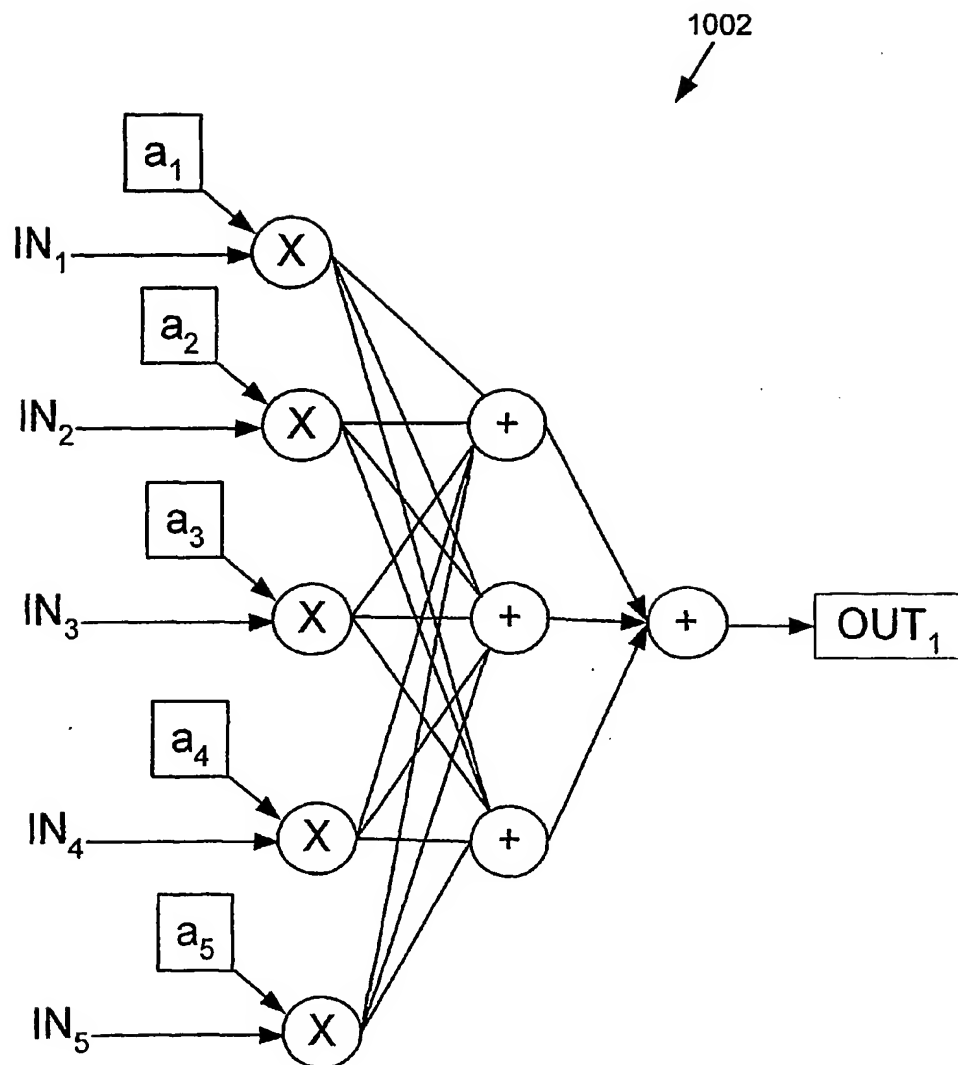 1002
a₁
IN₁
X
a₂
IN₂
X
+
a₃
IN₃
X
+
+
OUT₁
a₄
IN₄
X
+
a₅
IN₅
X